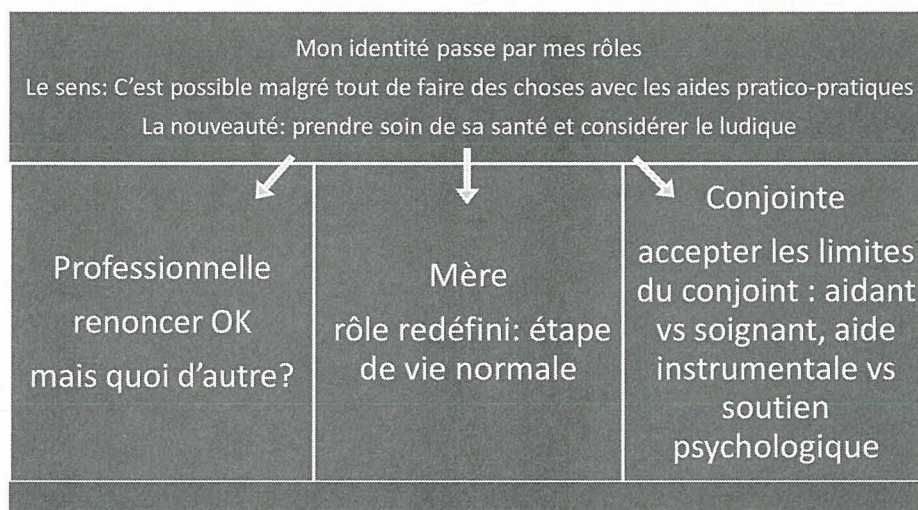 Mon identité passe par mes rôles
Le sens: C'est possible malgré tout de faire des choses avec les aides pratico-pratiques
La nouveauté: prendre soin de sa santé et considérer le ludique
Professionnelle
renoncer OK
mais quoi d'autre?
Mère
rôle redéfini: étape
de vie normale
Conjointe
accepter les limites
du conjoint : aidant
vs soignant, aide
instrumentale vs
soutien
psychologique